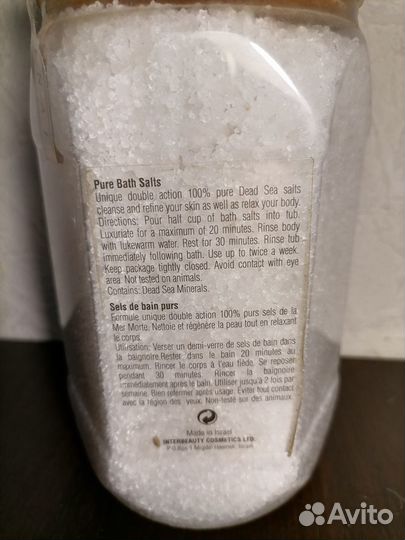 Pure Bath Salts
Unique double action 100% pure Dead Sea salts
cleanse and refine your skin as well as relax your body.
Directions: Pour half cup of bath salts into tub.
Luxuriate for a maximum of 20 minutes. Rinse body
with lukewarm water. Rest for 30 minutes. Rinse tub
immediately following bath. Use up to twice a week.
Keep package tightly closed. Avoid contact with eye
area. Not tested on animals.
Contains: Dead Sea Minerals.
Sels de bain purs
Formule unique double action 100% purs sels de la
Mer Morte. Nettoie et régénère la peau tout en relaxant
le corps.
Utilisation: Verser un demi-verre de sels de bain dans
la baignoire.Rester dans le bain 20 minutes au
maximum. Rincer le corps à l'eau tiède. Se reposer
pendant 30 minutes. Rincer la baignoire
immédiatement après le bain. Utiliser jusqu'à 2 fois par
semaine. Bien refermer après usage. Eviter tout contact
avec la région des yeux. Non-testé sur des animaux.
Made in Israel
INTERBEAUTY COSMETICS LTD.
P.O.Box 1 Migdal Haemek, Israel
Avito